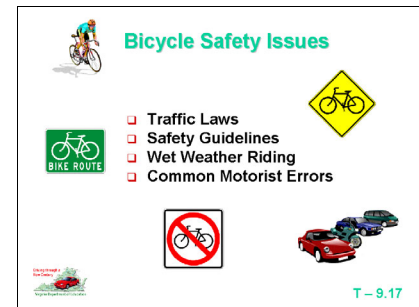 Bicycle Safety Issues
Traffic Laws
Safety Guidelines
BIKE ROUTE
Wet Weather Riding
Common Motorist Errors
T – 9.17